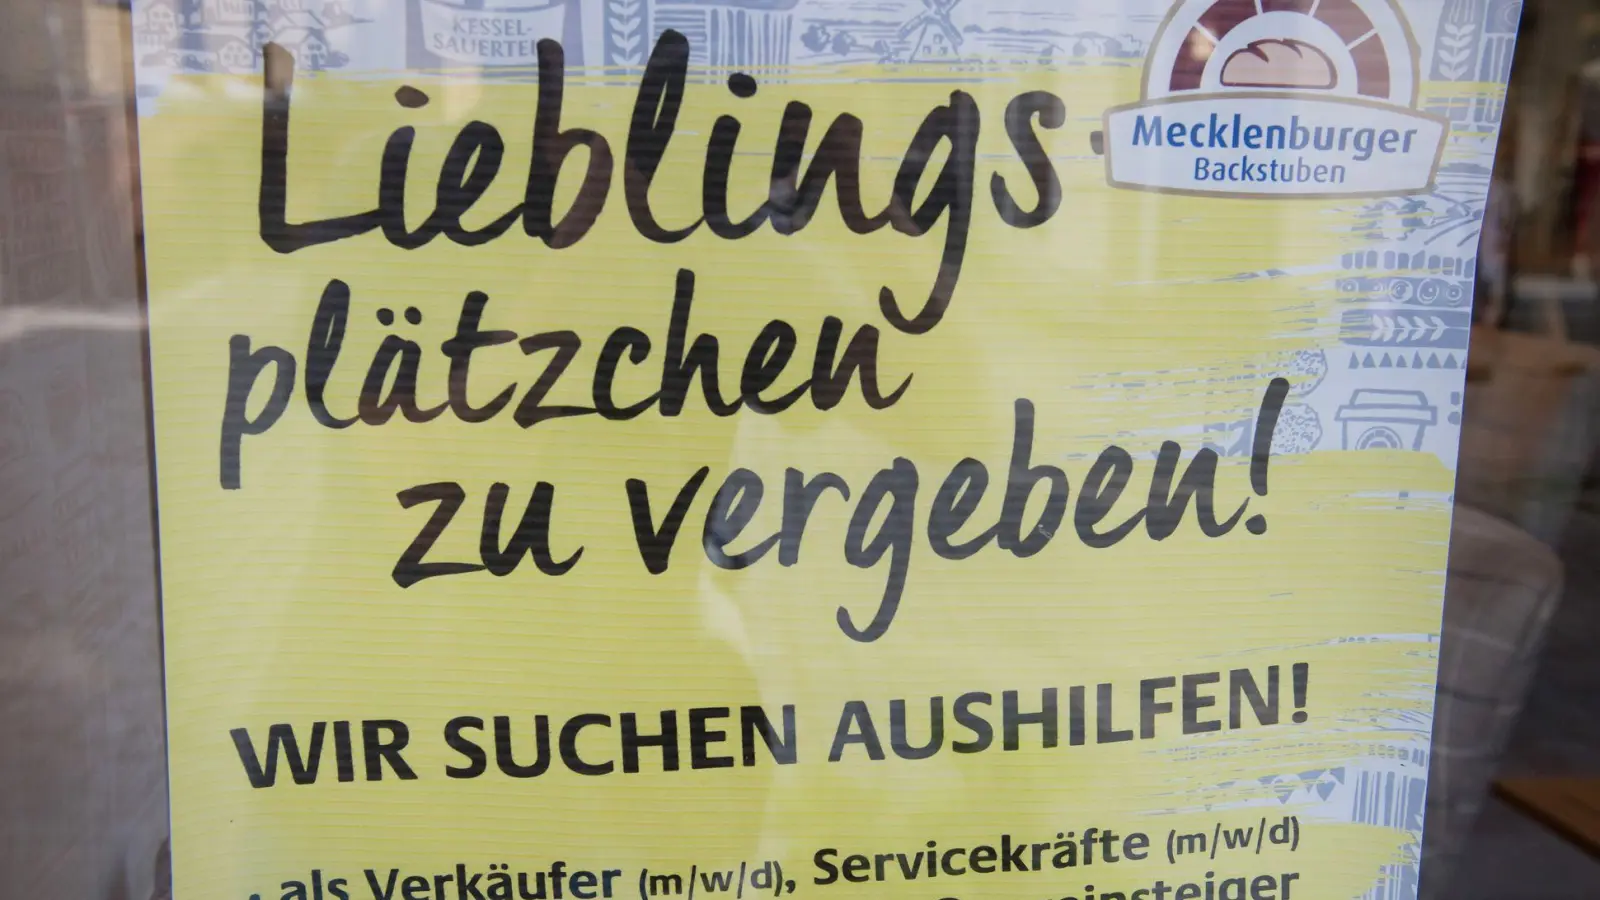 KESSEL-
SAUERTEI
Lieblings-
Mecklenburger
Backstuben
plätzchen
zu vergeben!
WIR SUCHEN AUSHILFEN!
· als Verkäufer (m/w/d), Servicekräfte (m/w/d)